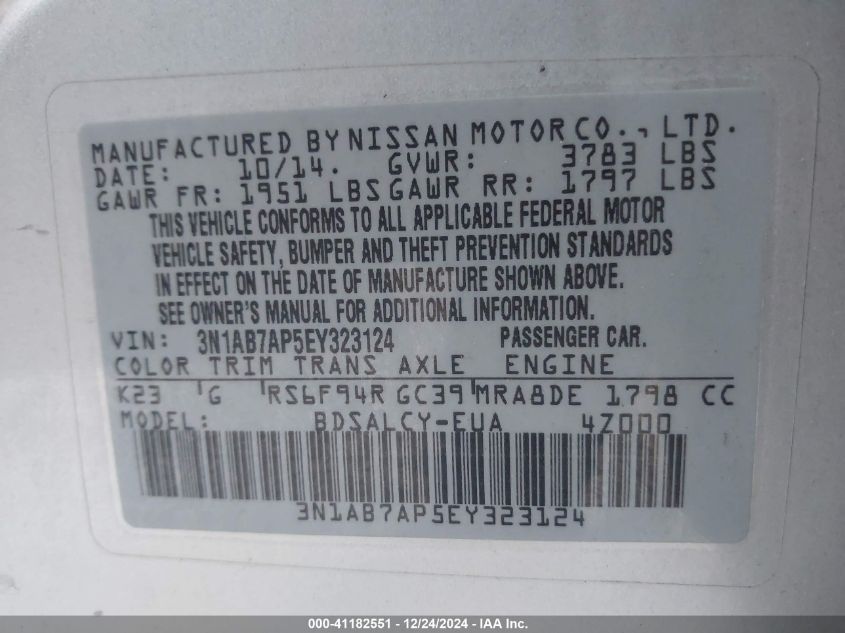 MANUFACTURED BY NISSAN MOTOR CO., LTD.
DATE: 10/14. GVWR: 3783 LBS
GAWR FR: 1951 LBS GAWR RR: 1797 LBS
THIS VEHICLE CONFORMS TO ALL APPLICABLE FEDERAL MOTOR
VEHICLE SAFETY, BUMPER AND THEFT PREVENTION STANDARDS
IN EFFECT ON THE DATE OF MANUFACTURE SHOWN ABOVE.
SEE OWNER'S MANUAL FOR ADDITIONAL INFORMATION.
VIN: 3N1AB7AP5EY323124 PASSENGER CAR.
COLOR TRIM TRANS AXLE ENGINE
K23 G RS6F94R GC39 MRA8DE 1798 CC
MODEL: BDSALCY-EUA 4Z000
3N1AB7AP5EY323124
000-41182551 - 12/24/2024 - IAA Inc.